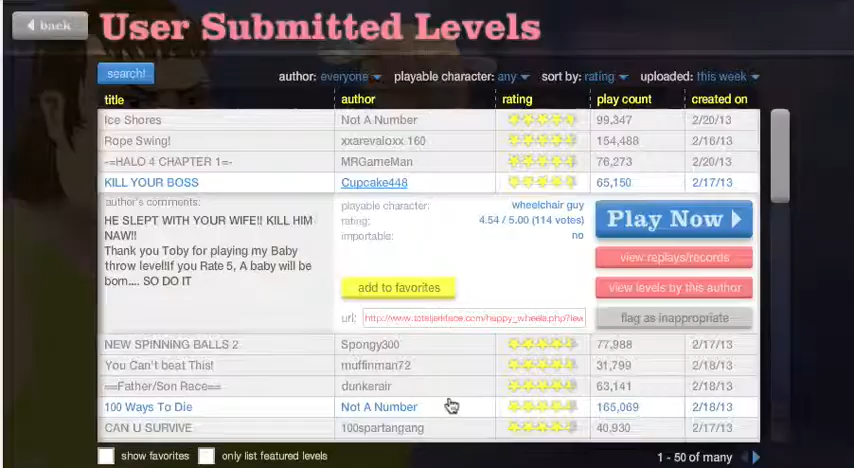 back
User Submitted Levels
search!
author: everyone playable character: any sort by: rating uploaded: this week
title author rating play count created on
Ice Shores Not A Number 99,347 2/20/13
Rope Swing! xxarevaloxx 160 154,488 2/16/13
-=HALO 4 CHAPTER 1=- MRGameMan 76,273 2/20/13
KILL YOUR BOSS Cupcake448 65,150 2/17/13
author's comments:
HE SLEPT WITH YOUR WIFE!! KILL HIM
NAW!!
Thank you Toby for playing my Baby
throw level!If you Rate 5, A baby will be
born.... SO DO IT
playable character: wheelchair guy
rating: 4.54 / 5.00 (114 votes)
importable: no
add to favorites
url: http://www.totaljerkface.com/happy_wheels.php?lev
Play Now
view replays/records
view levels by this author
flag as inappropriate
NEW SPINNING BALLS 2 Spongy300 77,988 2/17/13
You Can't beat This! muffinman72 31,799 2/18/13
==Father/Son Race== dunkerair 63,141 2/18/13
100 Ways To Die Not A Number 165,069 2/18/13
CAN U SURVIVE 100spartangang 40,930 2/17/13
show favorites only list featured levels 1 - 50 of many